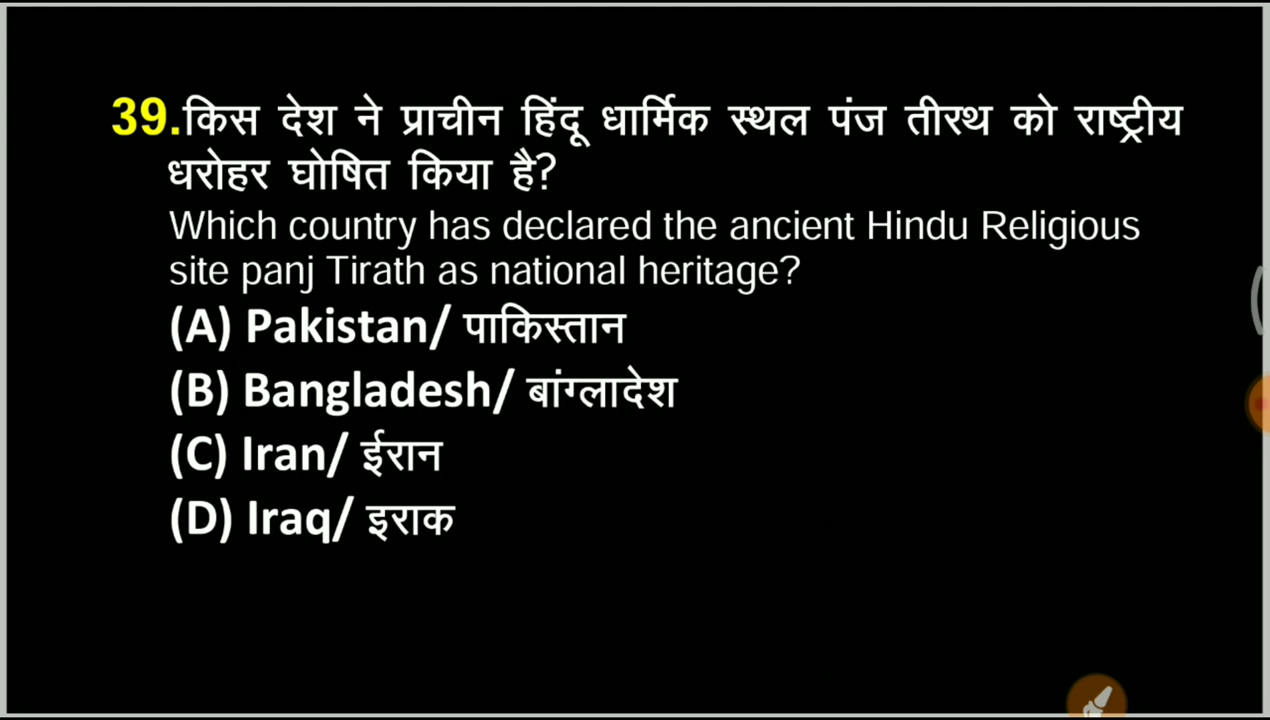 39.किस देश ने प्राचीन हिंदू धार्मिक स्थल पंज तीरथ को राष्ट्रीय
धरोहर घोषित किया है?
Which country has declared the ancient Hindu Religious
site panj Tirath as national heritage?
(A) Pakistan/ पाकिस्तान
(B) Bangladesh/ बांग्लादेश
(C) Iran/ ईरान
(D) Iraq/ इराक